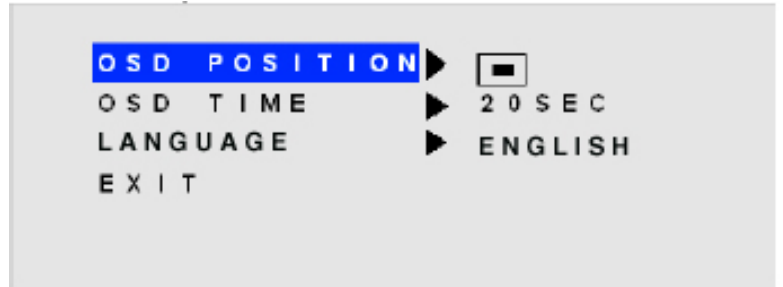 OSD POSITION
OSD TIME 20SEC
LANGUAGE ENGLISH
EXIT